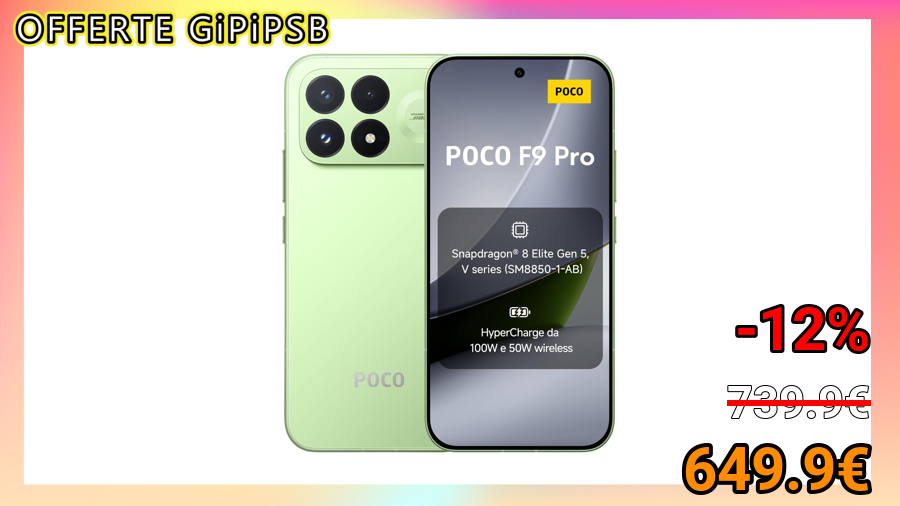 OFFERTE GiPiPSB
POCO
POCO F9 Pro
Snapdragon® 8 Elite Gen 5,
V series (SM8850-1-AB)
HyperCharge da
100W e 50W wireless
POCO
-12%
739.9€
649.9€